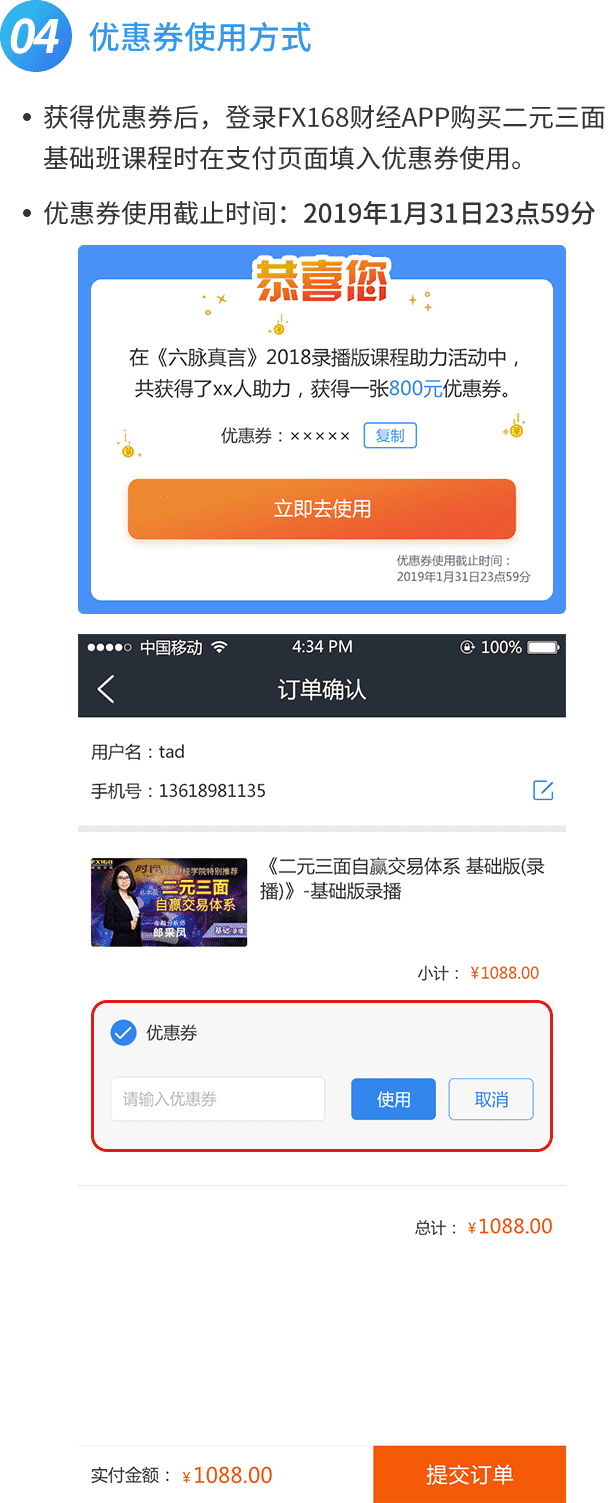 04 优惠券使用方式
• 获得优惠券后，登录FX168财经APP购买二元三面
基础班课程时在支付页面填入优惠券使用。
• 优惠券使用截止时间：2019年1月31日23点59分
恭喜您
在《六脉真言》2018录播版课程助力活动中，
共获得了xx人助力，获得一张800元优惠券。
优惠券：××××× 复制
立即去使用
优惠券使用截止时间：
2019年1月31日23点59分
中国移动 4:34 PM 100%
订单确认
用户名：tad
手机号：13618981135
FX168
经学院特别推荐
二元三面
自赢交易体系
金融分析师
郎采凤
基础
《二元三面自赢交易体系 基础版(录
播)》-基础版录播
小计： ¥1088.00
优惠券
请输入优惠券 使用 取消
总计： ¥1088.00
实付金额： ¥1088.00 提交订单